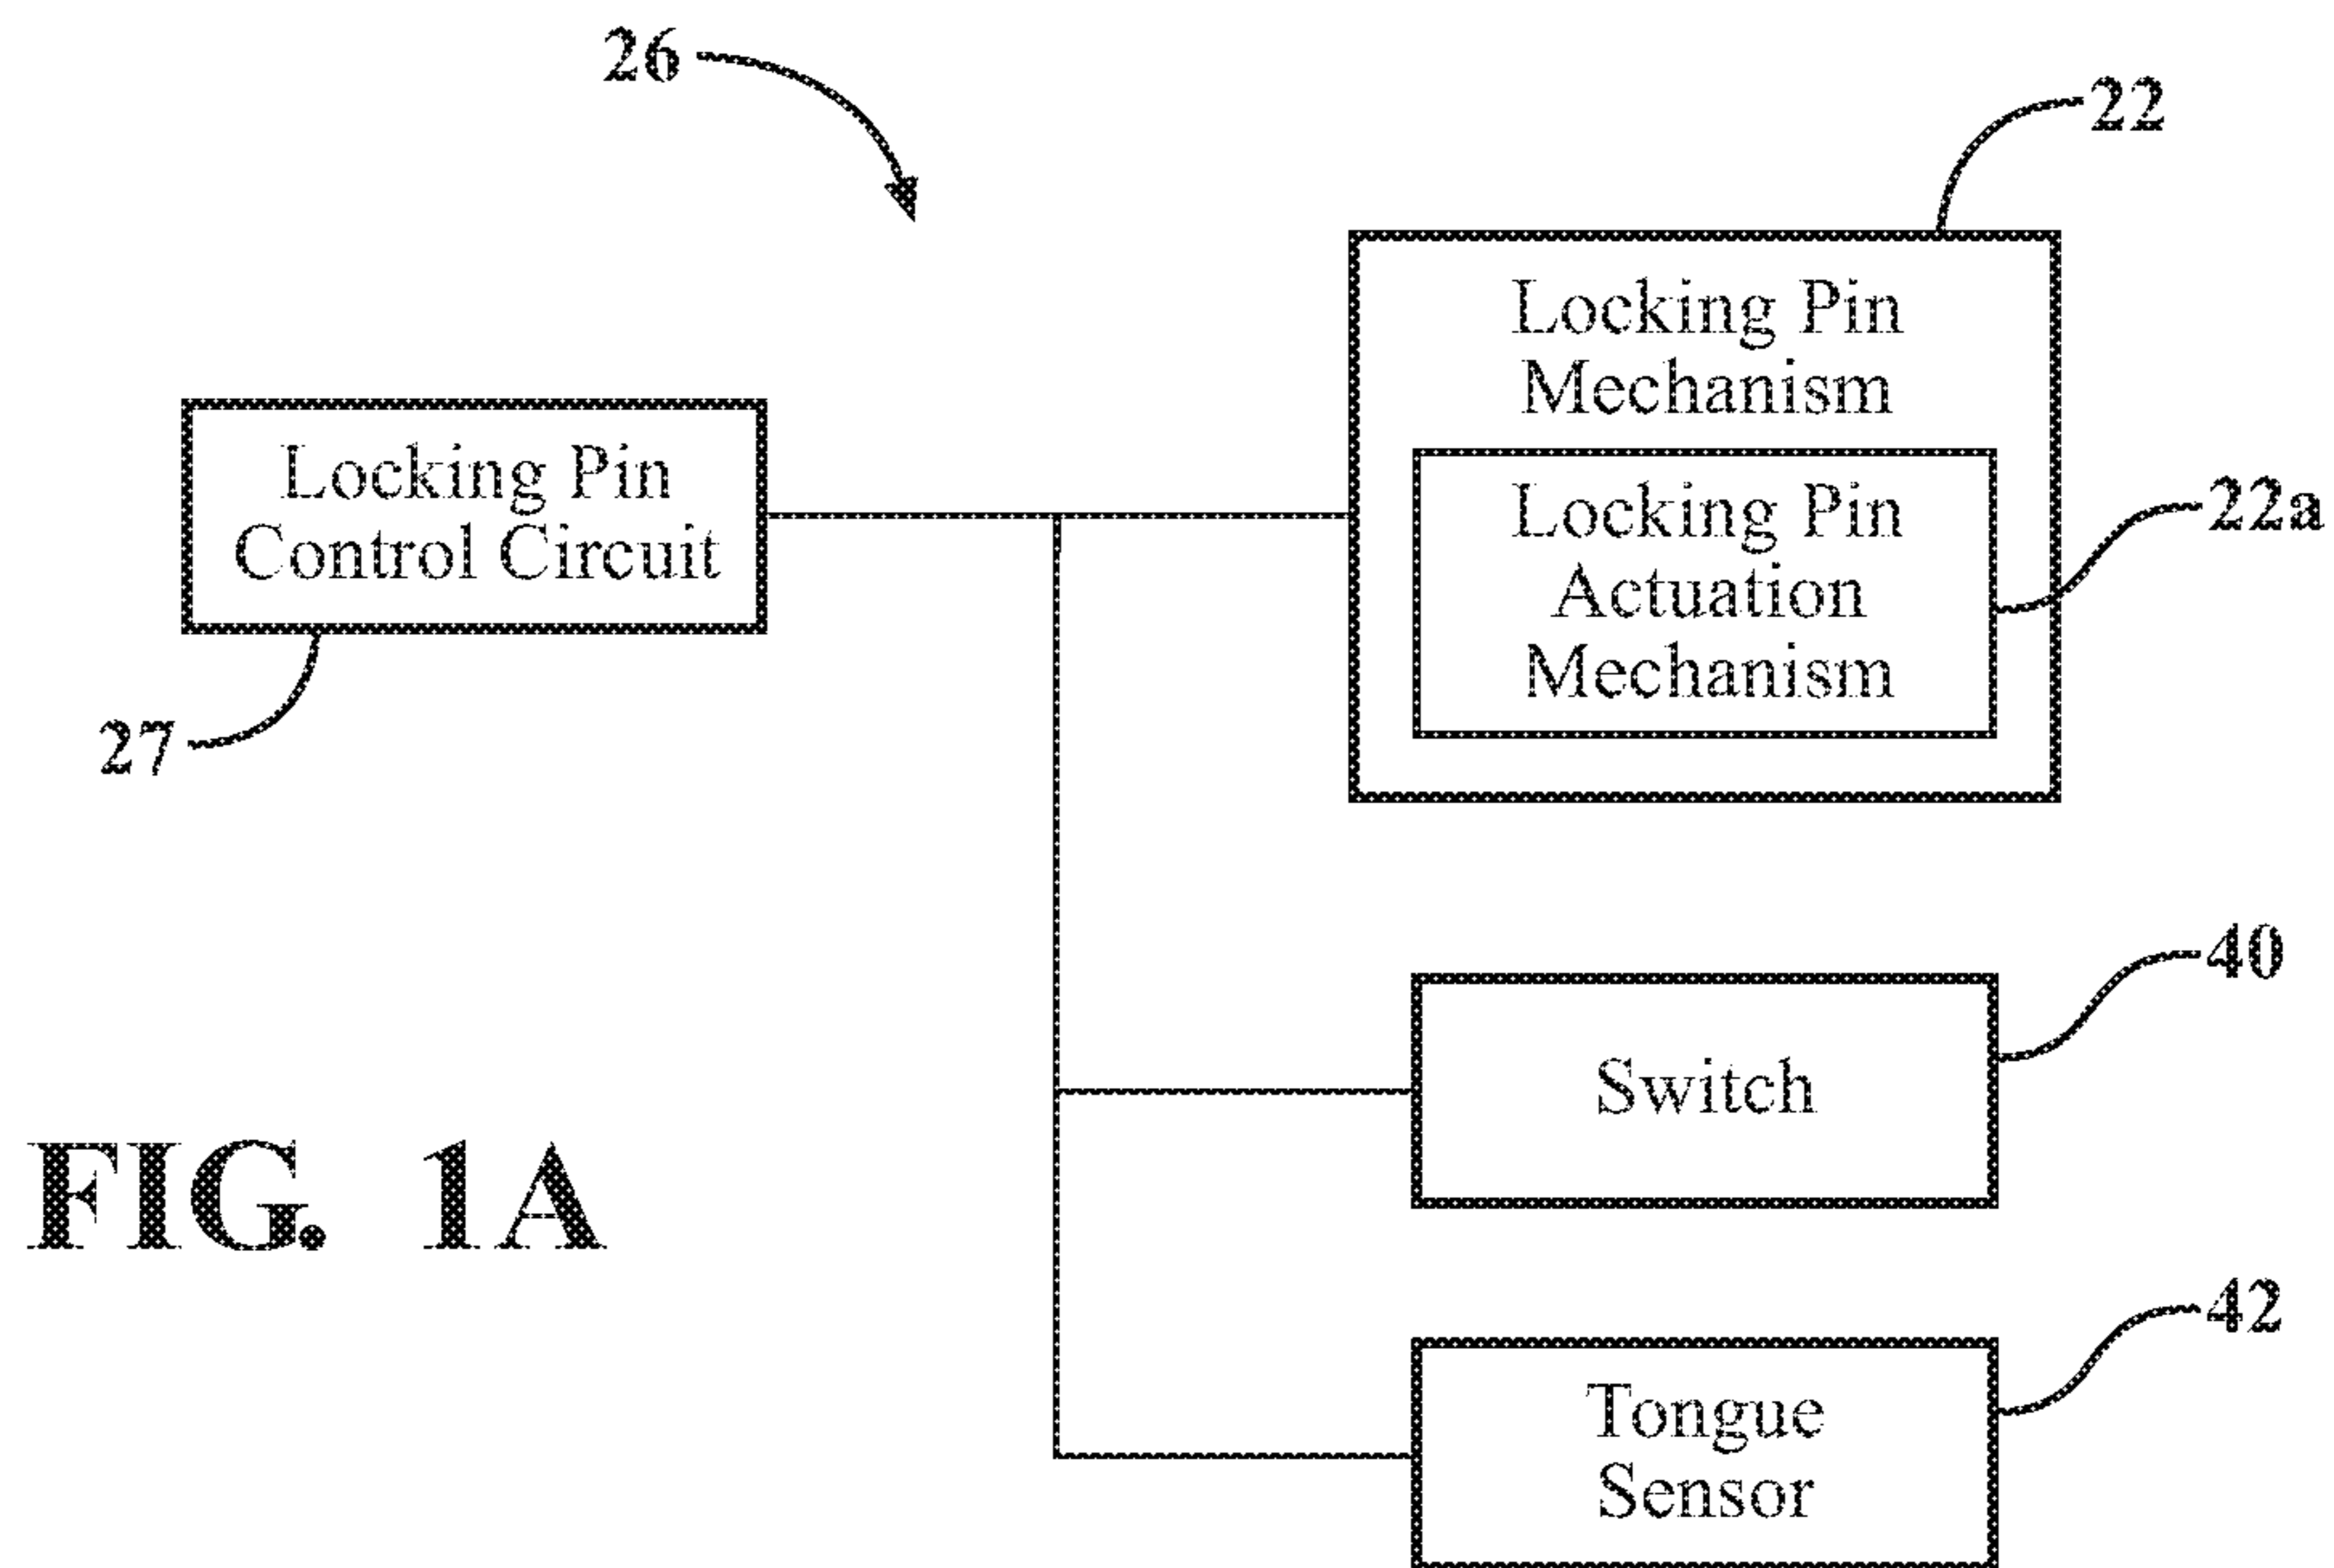 26
22
Locking Pin
Mechanism
Locking Pin
Control Circuit
Locking Pin
Actuation
Mechanism
22a
27
40
Switch
FIG. 1A
42
Tongue
Sensor